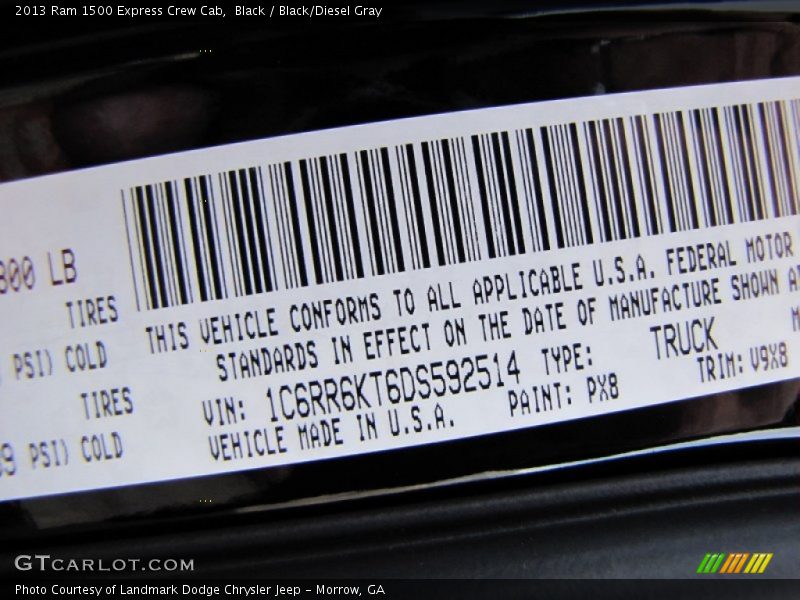 2013 Ram 1500 Express Crew Cab, Black / Black/Diesel Gray
800 LB
TIRES
PSI) COLD
TIRES
PSI) COLD
THIS VEHICLE CONFORMS TO ALL APPLICABLE U.S.A. FEDERAL MOTOR
STANDARDS IN EFFECT ON THE DATE OF MANUFACTURE SHOWN
VIN: 1C6RR6KT6DS592514 TYPE: TRUCK
VEHICLE MADE IN U.S.A. PAINT: PX8 TRIM: V9X8
GTCARLOT.COM
Photo Courtesy of Landmark Dodge Chrysler Jeep – Morrow, GA